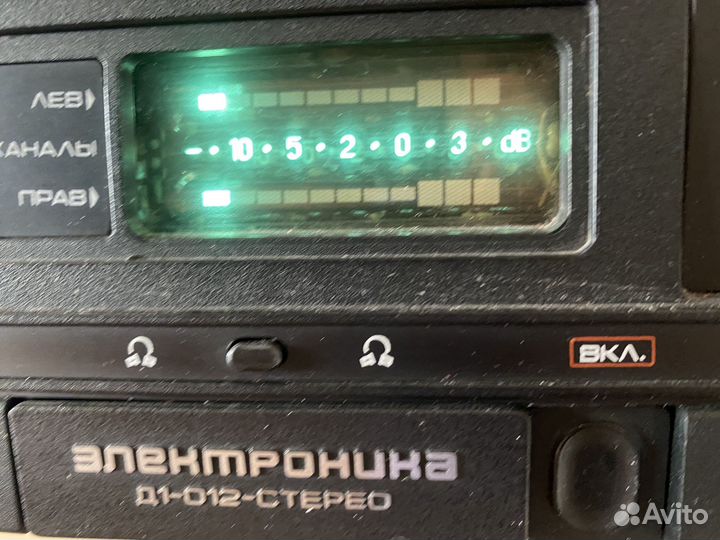 ЛЕВ
КАНАЛЫ
ПРАВ
– · 10 · 5 · 2 · 0 · 3 · dB
ВКЛ.
ЭЛЕКТРОНИКА
Д1-012-СТЕРЕО
Avito